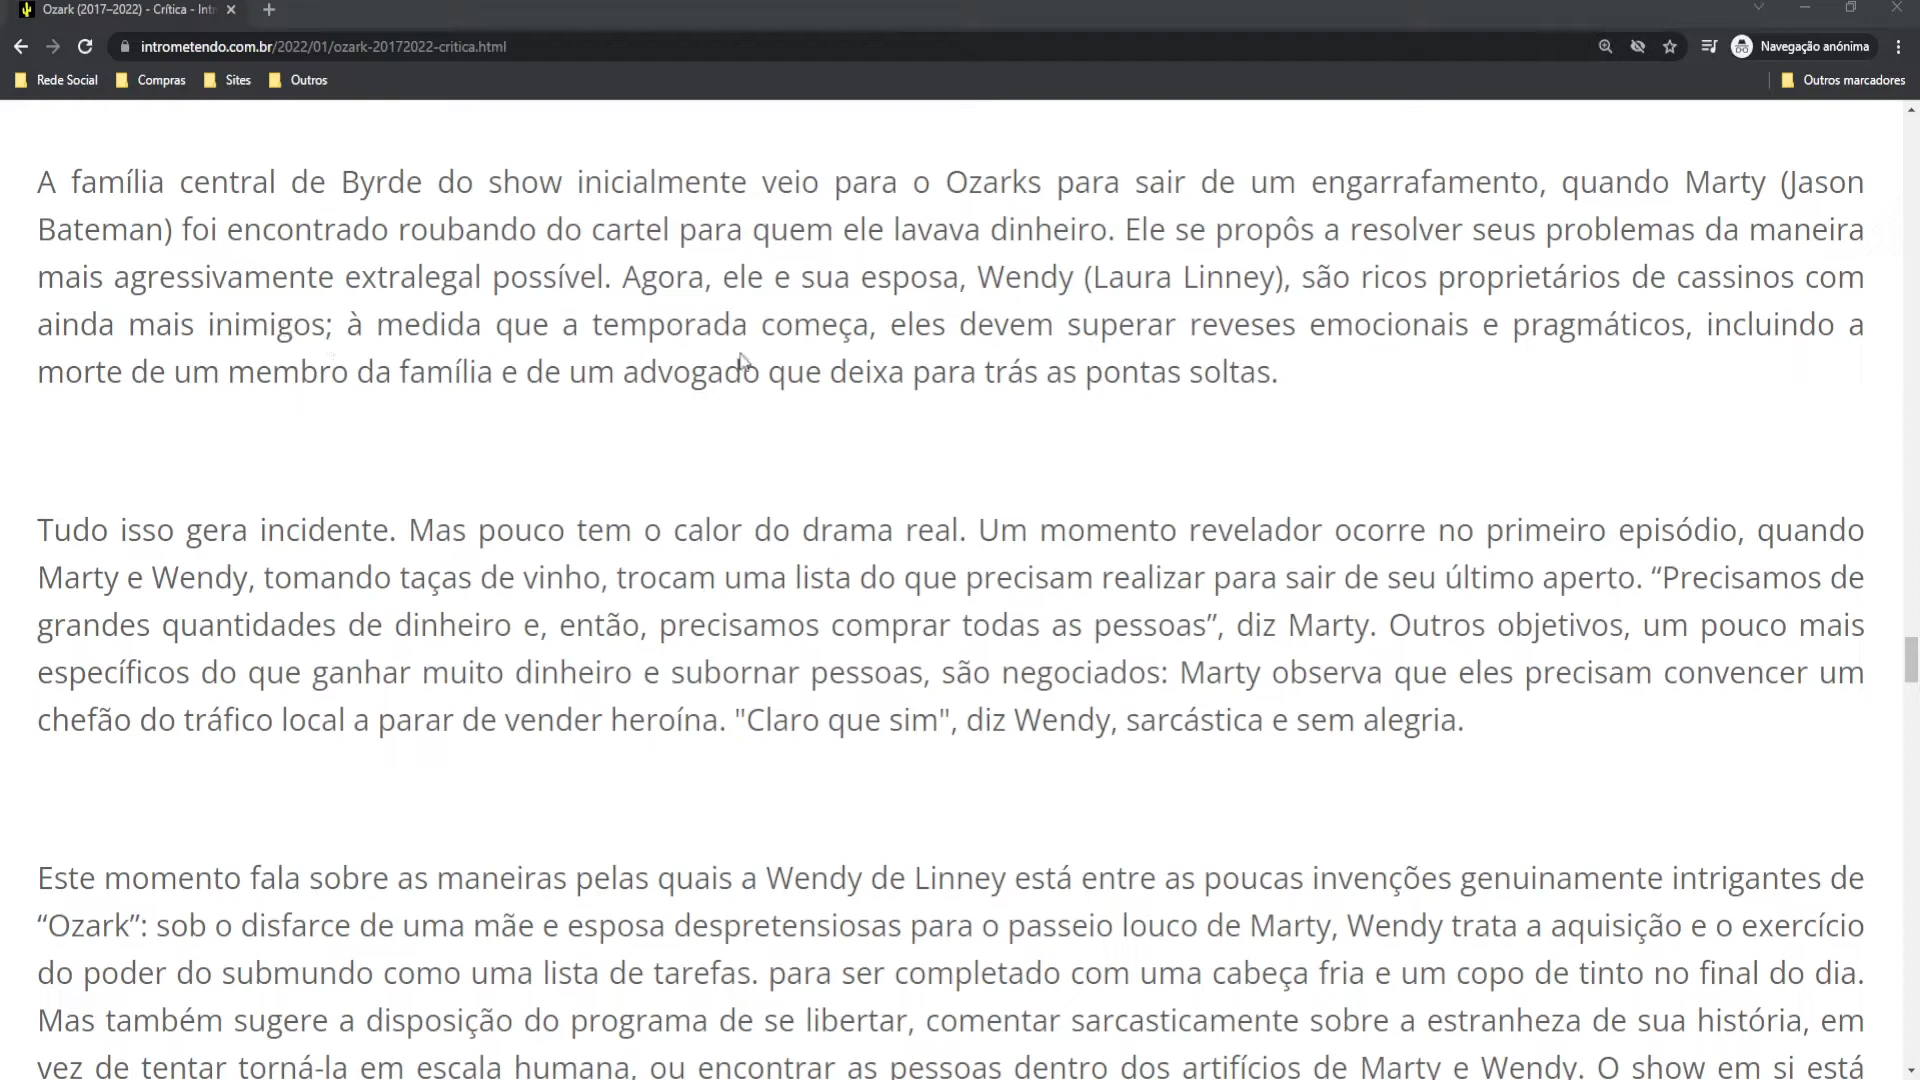 Ozark (2017–2022) - Crítica - Intr
intrometendo.com.br/2022/01/ozark-20172022-critica.html
Navegação anónima
Rede Social
Compras
Sites
Outros
Outros marcadores
A família central de Byrde do show inicialmente veio para o Ozarks para sair de um engarrafamento, quando Marty (Jason
Bateman) foi encontrado roubando do cartel para quem ele lavava dinheiro. Ele se propôs a resolver seus problemas da maneira
mais agressivamente extralegal possível. Agora, ele e sua esposa, Wendy (Laura Linney), são ricos proprietários de cassinos com
ainda mais inimigos; à medida que a temporada começa, eles devem superar reveses emocionais e pragmáticos, incluindo a
morte de um membro da família e de um advogado que deixa para trás as pontas soltas.
Tudo isso gera incidente. Mas pouco tem o calor do drama real. Um momento revelador ocorre no primeiro episódio, quando
Marty e Wendy, tomando taças de vinho, trocam uma lista do que precisam realizar para sair de seu último aperto. “Precisamos de
grandes quantidades de dinheiro e, então, precisamos comprar todas as pessoas”, diz Marty. Outros objetivos, um pouco mais
específicos do que ganhar muito dinheiro e subornar pessoas, são negociados: Marty observa que eles precisam convencer um
chefão do tráfico local a parar de vender heroína. "Claro que sim", diz Wendy, sarcástica e sem alegria.
Este momento fala sobre as maneiras pelas quais a Wendy de Linney está entre as poucas invenções genuinamente intrigantes de
“Ozark”: sob o disfarce de uma mãe e esposa despretensiosas para o passeio louco de Marty, Wendy trata a aquisição e o exercício
do poder do submundo como uma lista de tarefas. para ser completado com uma cabeça fria e um copo de tinto no final do dia.
Mas também sugere a disposição do programa de se libertar, comentar sarcasticamente sobre a estranheza de sua história, em
vez de tentar torná-la em escala humana, ou encontrar as pessoas dentro dos artifícios de Marty e Wendy. O show em si está